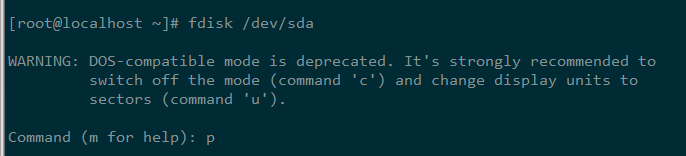 [root@localhost ~]# fdisk /dev/sda
WARNING: DOS-compatible mode is deprecated. It's strongly recommended to
switch off the mode (command 'c') and change display units to
sectors (command 'u').
Command (m for help): p